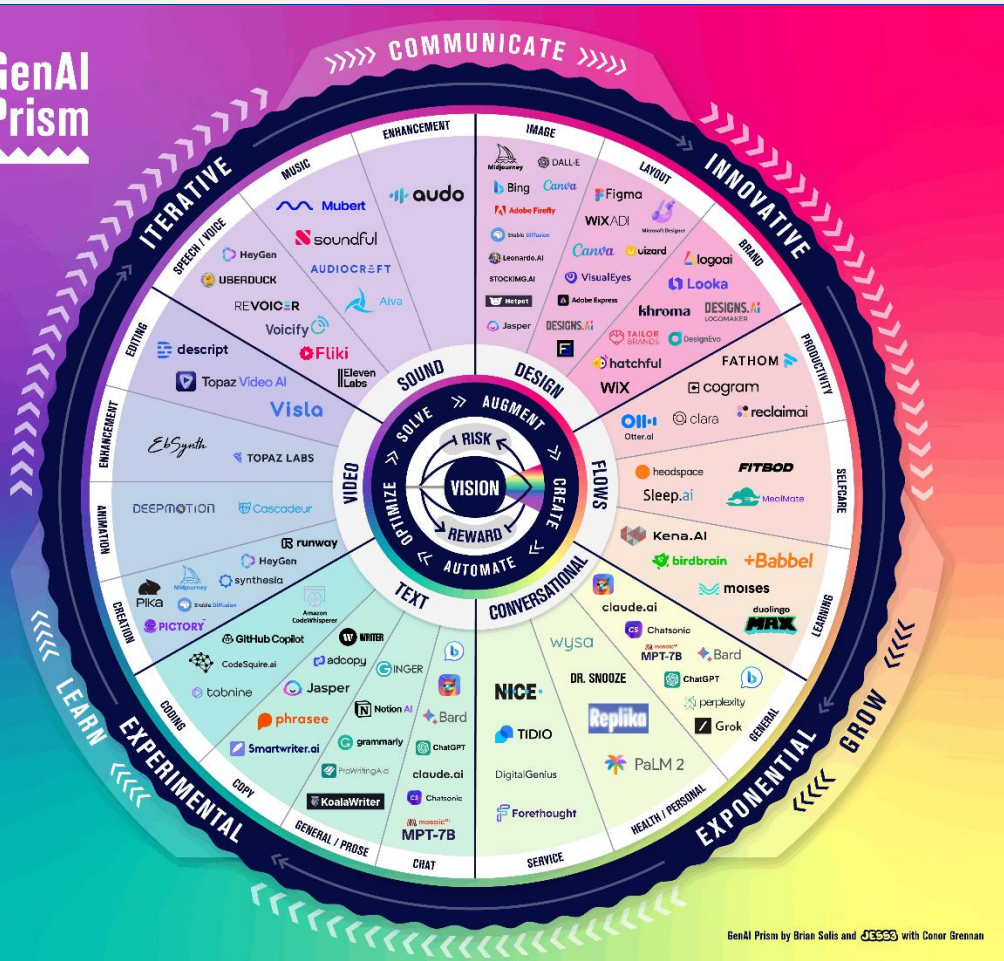 GenAI
Prism
COMMUNICATE
INNOVATIVE
GROW
EXPONENTIAL
EXPERIMENTAL
LEARN
ITERATIVE
VISION
RISK
REWARD
SOLVE
AUGMENT
CREATE
AUTOMATE
OPTIMIZE
DESIGN
IMAGE
Midjourney
DALL-E
Bing
Canva
Adobe Firefly
Stable Diffusion
Leonardo.AI
STOCKIMG.AI
Hotpot
Jasper
LAYOUT
Figma
WiXADI
Microsoft Designer
Canva
uizard
VisualEyes
Adobe Express
DESIGNS.Ai
BRAND
logoai
Looka
khroma
DESIGNS.Ai
LOGOMAKER
TAILOR
BRANDS
DesignEvo
hatchful
WiX
FLOWS
PRODUCTIVITY
FATHOM
cogram
Otter.ai
clara
reclaimai
SELFCARE
headspace
FITBOD
Sleep.ai
MealMate
LEARNING
Kena.AI
birdbrain
+Babbel
moises
duolingo
MAX
CONVERSATIONAL
GENERAL
claude.ai
Chatsonic
mosaic
MPT-7B
Bard
ChatGPT
perplexity
Grok
HEALTH / PERSONAL
wysa
DR. SNOOZE
Replika
PaLM 2
SERVICE
NICE
TIDIO
DigitalGenius
Forethought
TEXT
CHAT
Bard
ChatGPT
claude.ai
Chatsonic
mosaic
MPT-7B
GENERAL / PROSE
WRITER
GINGER
Notion AI
grammarly
ProWritingAid
KoalaWriter
COPY
adcopy
Jasper
phrasee
Smartwriter.ai
CODING
Amazon
CodeWhisperer
GitHub Copilot
CodeSquire.ai
tabnine
VIDEO
CREATION
runway
HeyGen
synthesia
Midjourney
Pika
Stable Diffusion
PICTORY
ANIMATION
DEEPMOTION
Cascadeur
ENHANCEMENT
EbSynth
TOPAZ LABS
EDITING
descript
Topaz Video AI
Visla
SOUND
SPEECH / VOICE
HeyGen
UBERDUCK
REVOICER
Voicify
Fliki
Eleven
Labs
MUSIC
Mubert
soundful
AUDIOCRAFT
Aiva
ENHANCEMENT
audo
GenAI Prism by Brian Solis and JESS3 with Conor Grennan